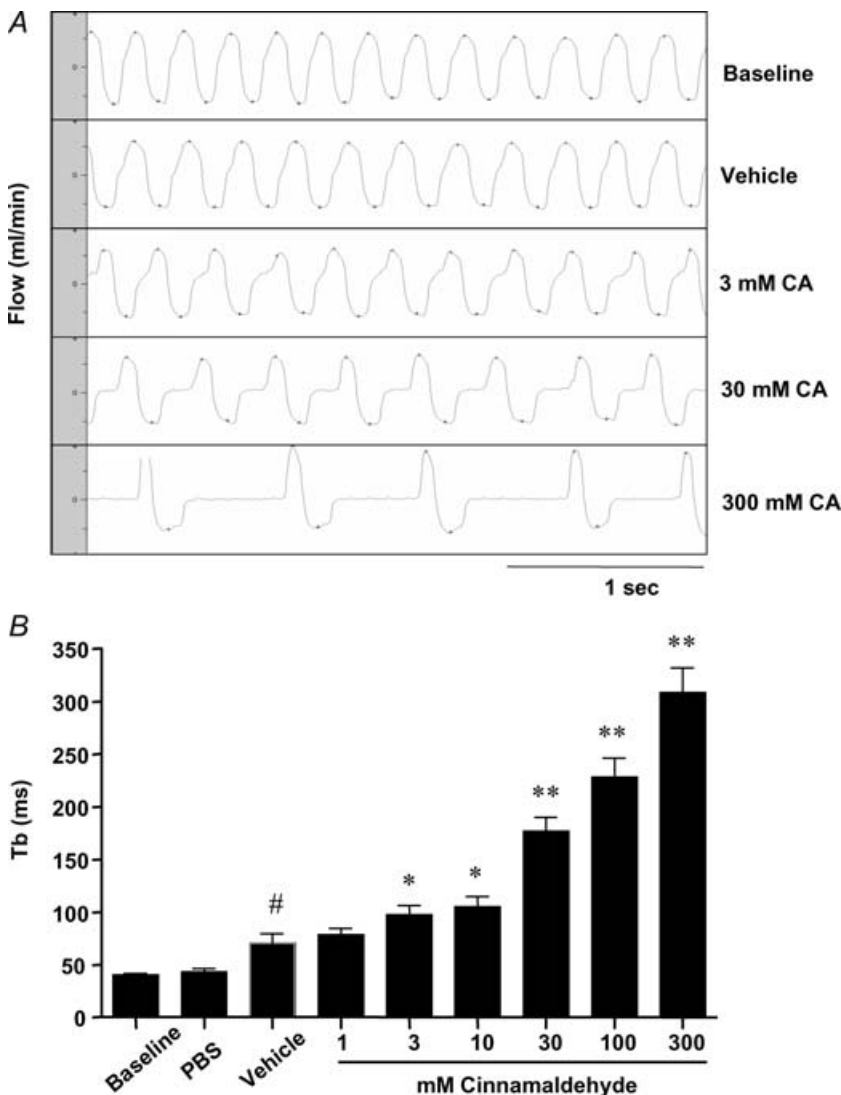 A
Flow (ml/min)
Baseline
Vehicle
3 mM CA
30 mM CA
300 mM CA
1 sec
B
Tb (ms)
350
300
250
200
150
100
50
0
#
*
*
**
**
**
Baseline
PBS
Vehicle
1 3 10 30 100 300
mM Cinnamaldehyde